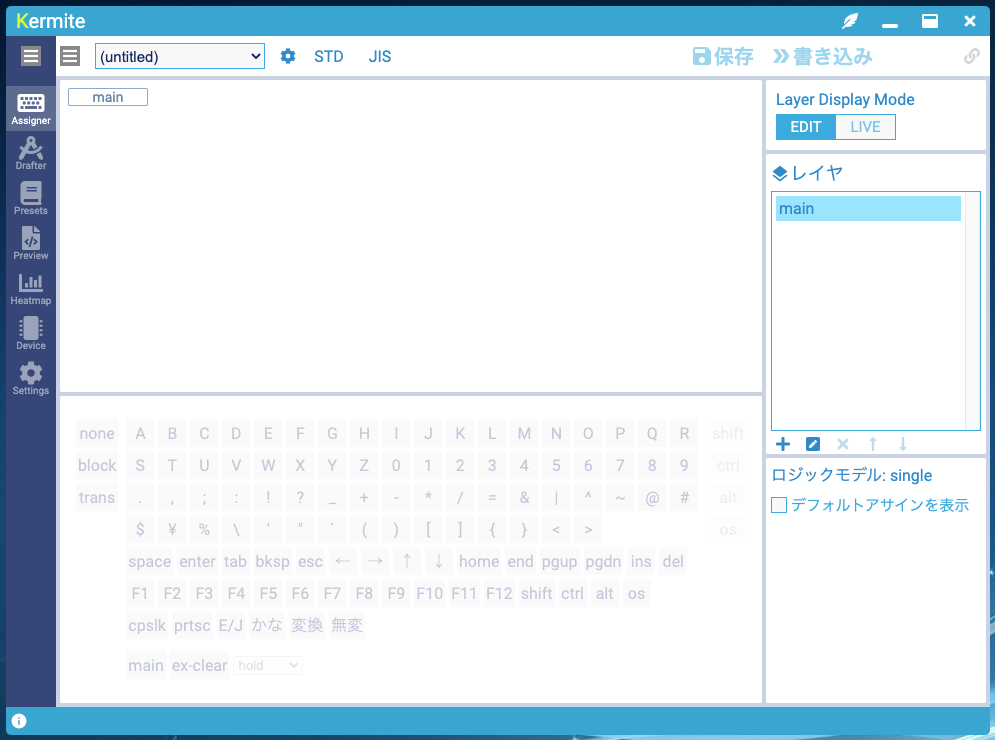 Kermite
(untitled) STD JIS 保存 書き込み
Assigner
Drafter
Presets
Preview
Heatmap
Device
Settings
main
none A B C D E F G H I J K L M N O P Q R shift
block S T U V W X Y Z 0 1 2 3 4 5 6 7 8 9 ctrl
trans . , ; : ! ? _ + - * / = & | ^ ~ @ # alt
$ ¥ % \ ' " ` ( ) [ ] { } < > os
space enter tab bksp esc ← → ↑ ↓ home end pgup pgdn ins del
F1 F2 F3 F4 F5 F6 F7 F8 F9 F10 F11 F12 shift ctrl alt os
cpslk prtsc E/J かな 変換 無変
main ex-clear hold
Layer Display Mode
EDIT LIVE
レイヤ
main
ロジックモデル: single
デフォルトアサインを表示